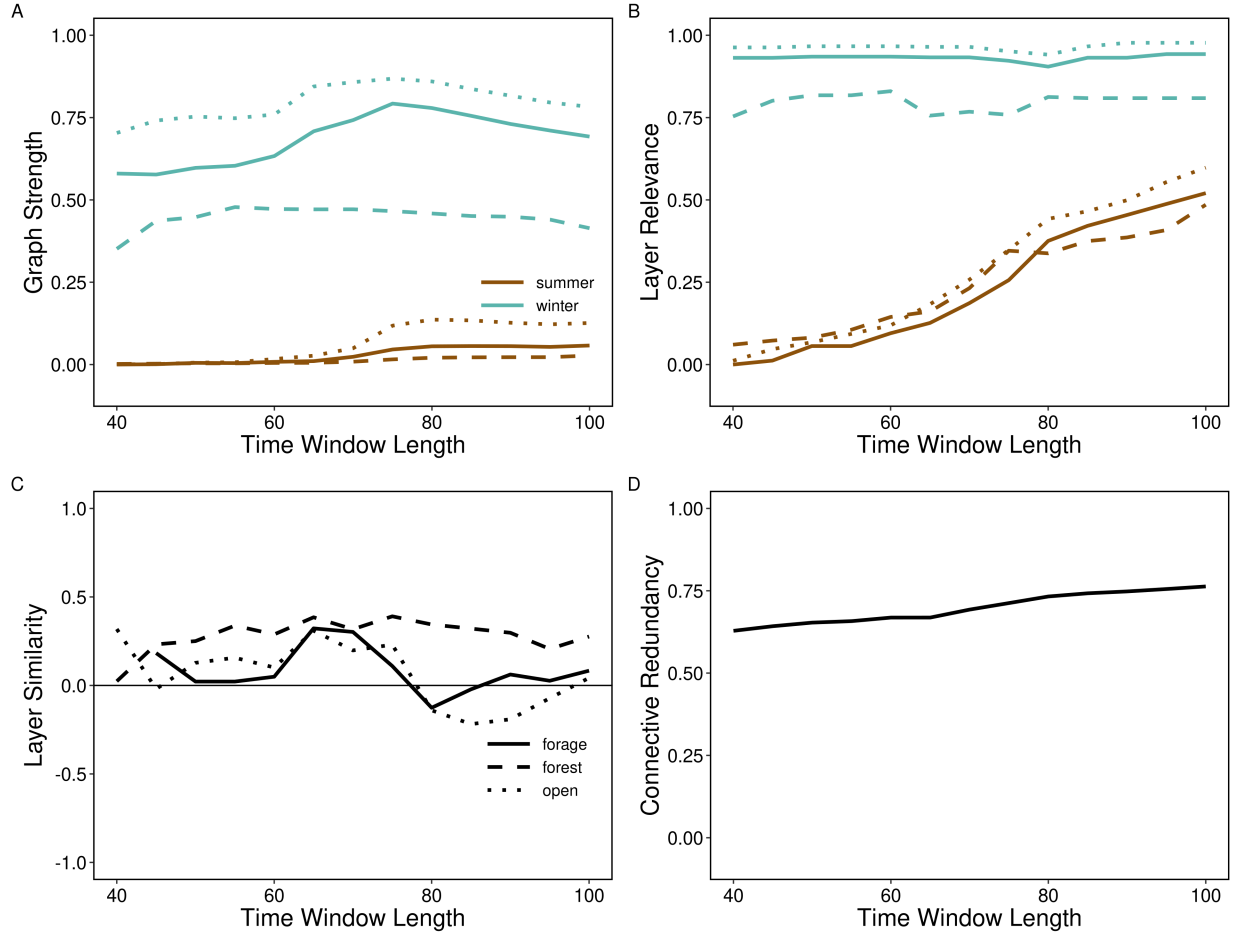 A
1.00
0.75
0.50
0.25
0.00
Graph Strength
summer
winter
40
60
80
100
Time Window Length
B
1.00
0.75
0.50
0.25
0.00
Layer Relevance
40
60
80
100
Time Window Length
C
1.0
0.5
0.0
-0.5
-1.0
Layer Similarity
forage
forest
open
40
60
80
100
Time Window Length
D
1.00
0.75
0.50
0.25
0.00
Connective Redundancy
40
60
80
100
Time Window Length